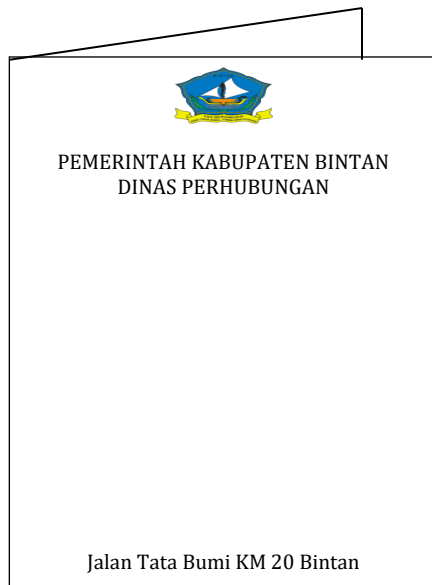 PEMERINTAH KABUPATEN BINTAN
DINAS PERHUBUNGAN
Jalan Tata Bumi KM 20 Bintan